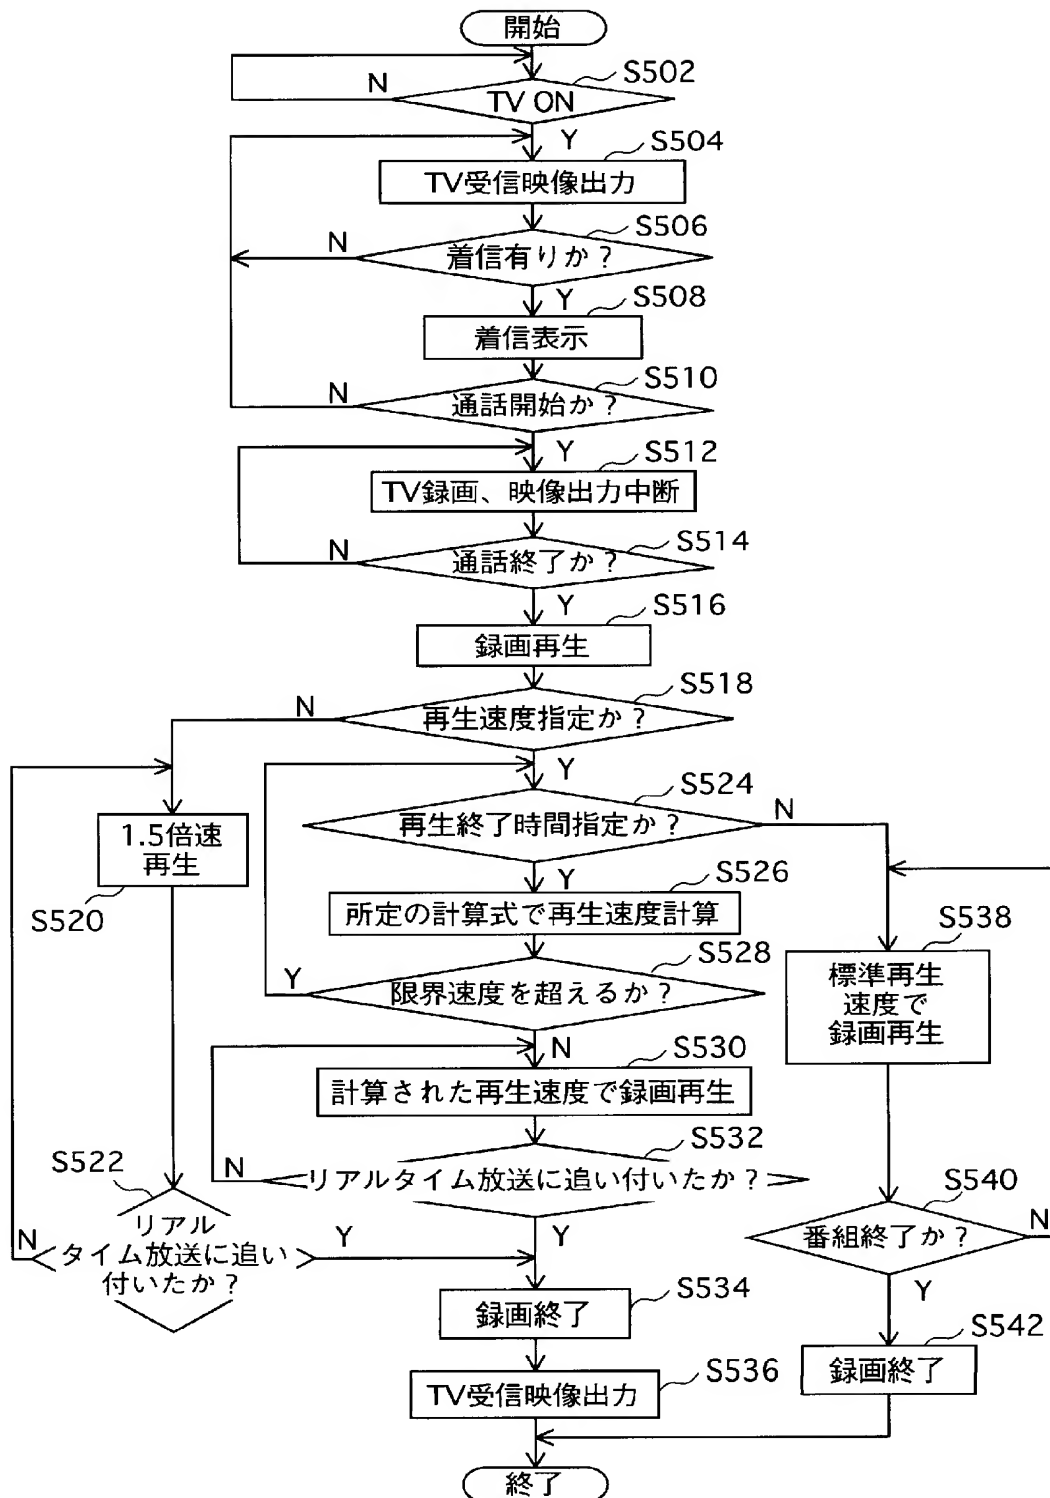 開始
S502
N
TV ON
Y
S504
TV受信映像出力
S506
N
着信有りか？
Y
S508
着信表示
S510
N
通話開始か？
Y
S512
TV録画、映像出力中断
S514
N
通話終了か？
Y
S516
録画再生
S518
N
再生速度指定か？
Y
S524
再生終了時間指定か？
N
1.5倍速
再生
S520
Y
S526
所定の計算式で再生速度計算
S538
標準再生
速度で
録画再生
S528
Y
限界速度を超えるか？
N
S530
計算された再生速度で録画再生
S532
N
リアルタイム放送に追い付いたか？
Y
S522
N
リアル
タイム放送に追い
付いたか？
Y
S540
番組終了か？
N
Y
S534
録画終了
S542
録画終了
S536
TV受信映像出力
終了